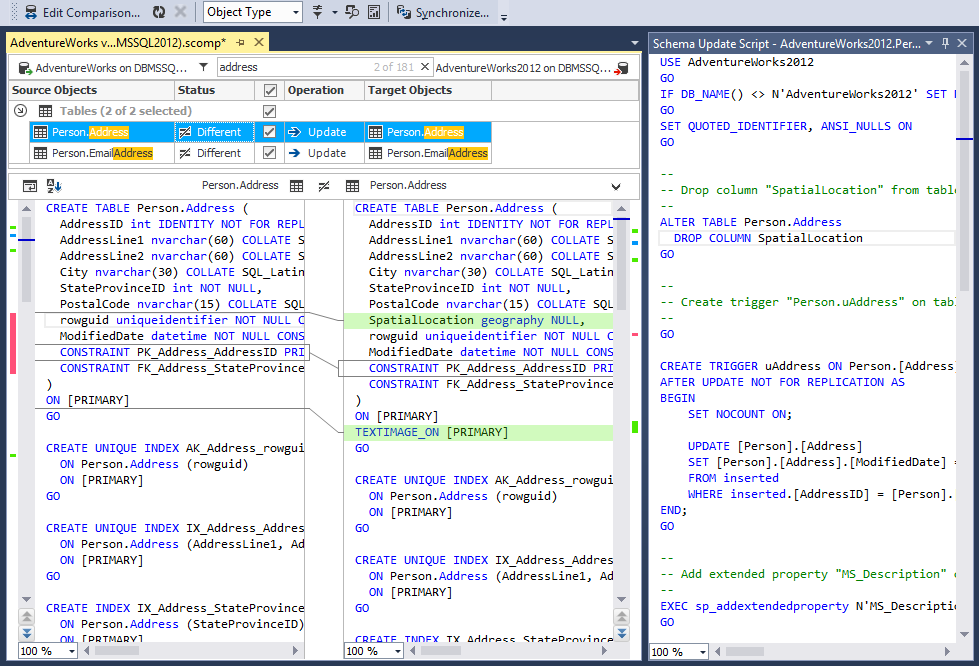 Edit Comparison... Object Type Synchronize...
AdventureWorks v...MSSQL2012).scomp*
AdventureWorks on DBMSSQ... address 2 of 181 AdventureWorks2012 on DBMSSQ...
Source Objects Status Operation Target Objects
Tables (2 of 2 selected)
Person.Address Different Update Person.Address
Person.EmailAddress Different Update Person.EmailAddress
Person.Address Person.Address
CREATE TABLE Person.Address (
AddressID int IDENTITY NOT FOR REPL
AddressLine1 nvarchar(60) COLLATE S
AddressLine2 nvarchar(60) COLLATE S
City nvarchar(30) COLLATE SQL_Latin
StateProvinceID int NOT NULL,
PostalCode nvarchar(15) COLLATE SQL
rowguid uniqueidentifier NOT NULL C
ModifiedDate datetime NOT NULL CONS
CONSTRAINT PK_Address_AddressID PRI
CONSTRAINT FK_Address_StateProvince
)
ON [PRIMARY]
GO
CREATE UNIQUE INDEX AK_Address_rowgui
ON Person.Address (rowguid)
ON [PRIMARY]
GO
CREATE UNIQUE INDEX IX_Address_Addres
ON Person.Address (AddressLine1, Ad
ON [PRIMARY]
GO
CREATE INDEX IX_Address_StateProvince
ON Person.Address (StateProvinceID)
ON [PRIMARY]
100 %
CREATE TABLE Person.Address (
AddressID int IDENTITY NOT FOR REPL
AddressLine1 nvarchar(60) COLLATE S
AddressLine2 nvarchar(60) COLLATE S
City nvarchar(30) COLLATE SQL_Latin
StateProvinceID int NOT NULL,
PostalCode nvarchar(15) COLLATE SQL
SpatialLocation geography NULL,
rowguid uniqueidentifier NOT NULL C
ModifiedDate datetime NOT NULL CONS
CONSTRAINT PK_Address_AddressID PRI
CONSTRAINT FK_Address_StateProvince
)
ON [PRIMARY]
TEXTIMAGE_ON [PRIMARY]
GO
CREATE UNIQUE INDEX AK_Address_rowgui
ON Person.Address (rowguid)
ON [PRIMARY]
GO
CREATE UNIQUE INDEX IX_Address_Addres
ON Person.Address (AddressLine1, Ad
ON [PRIMARY]
GO
CREATE INDEX IX_Address_StateProvince
100 %
Schema Update Script - AdventureWorks2012.Per...
USE AdventureWorks2012
GO
IF DB_NAME() <> N'AdventureWorks2012' SET
GO
SET QUOTED_IDENTIFIER, ANSI_NULLS ON
GO
--
-- Drop column "SpatialLocation" from table
--
ALTER TABLE Person.Address
DROP COLUMN SpatialLocation
GO
--
-- Create trigger "Person.uAddress" on tabl
--
GO
CREATE TRIGGER uAddress ON Person.[Address
AFTER UPDATE NOT FOR REPLICATION AS
BEGIN
SET NOCOUNT ON;
UPDATE [Person].[Address]
SET [Person].[Address].[ModifiedDate] =
FROM inserted
WHERE inserted.[AddressID] = [Person].
END;
GO
--
-- Add extended property "MS_Description"
--
EXEC sp_addextendedproperty N'MS_Descriptio
GO
100 %